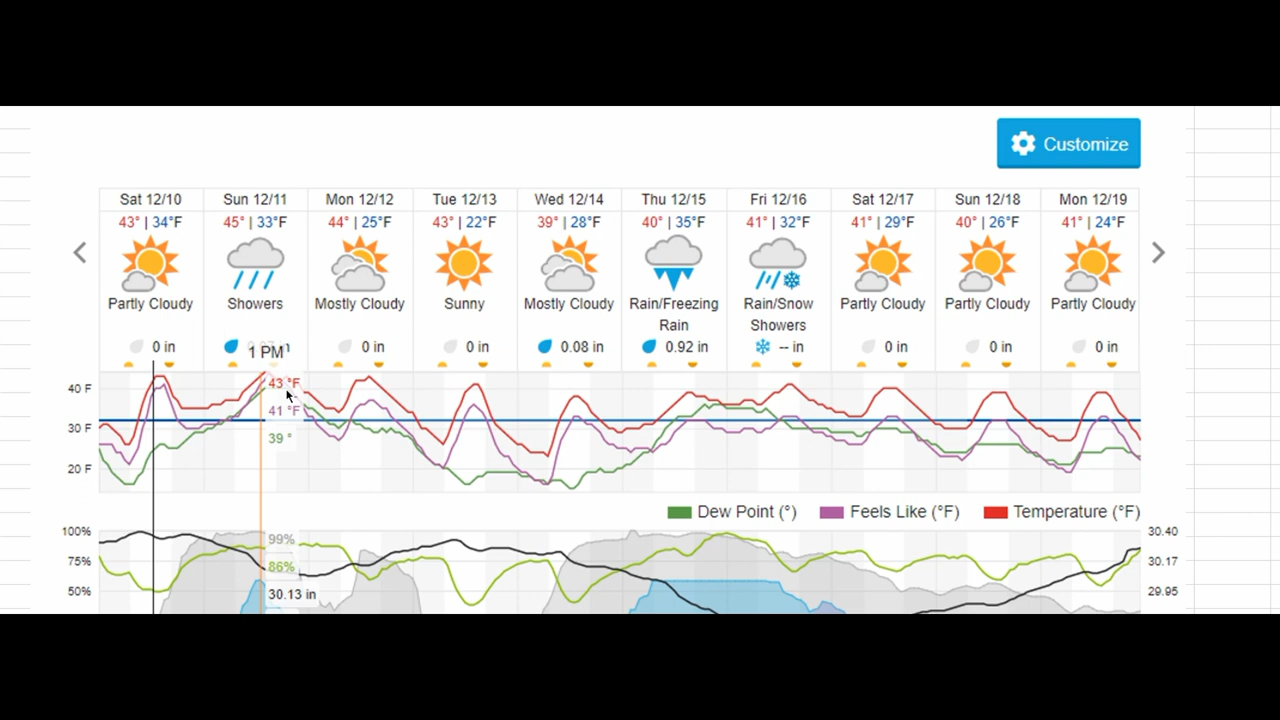 Customize
Sat 12/10 Sun 12/11 Mon 12/12 Tue 12/13 Wed 12/14 Thu 12/15 Fri 12/16 Sat 12/17 Sun 12/18 Mon 12/19
43° | 34°F 45° | 33°F 44° | 25°F 43° | 22°F 39° | 28°F 40° | 35°F 41° | 32°F 41° | 29°F 40° | 26°F 41° | 24°F
Partly Cloudy Showers Mostly Cloudy Sunny Mostly Cloudy Rain/Freezing Rain/Snow Partly Cloudy Partly Cloudy Partly Cloudy
Rain Showers
0 in 0 in 0 in 0.08 in 0.92 in -- in 0 in 0 in 0 in
1 PM
40 F 43 °F
41 °F
30 F
39 °
20 F
Dew Point (°) Feels Like (°F) Temperature (°F)
100% 99% 30.40
75% 86% 30.17
50% 30.13 in 29.95